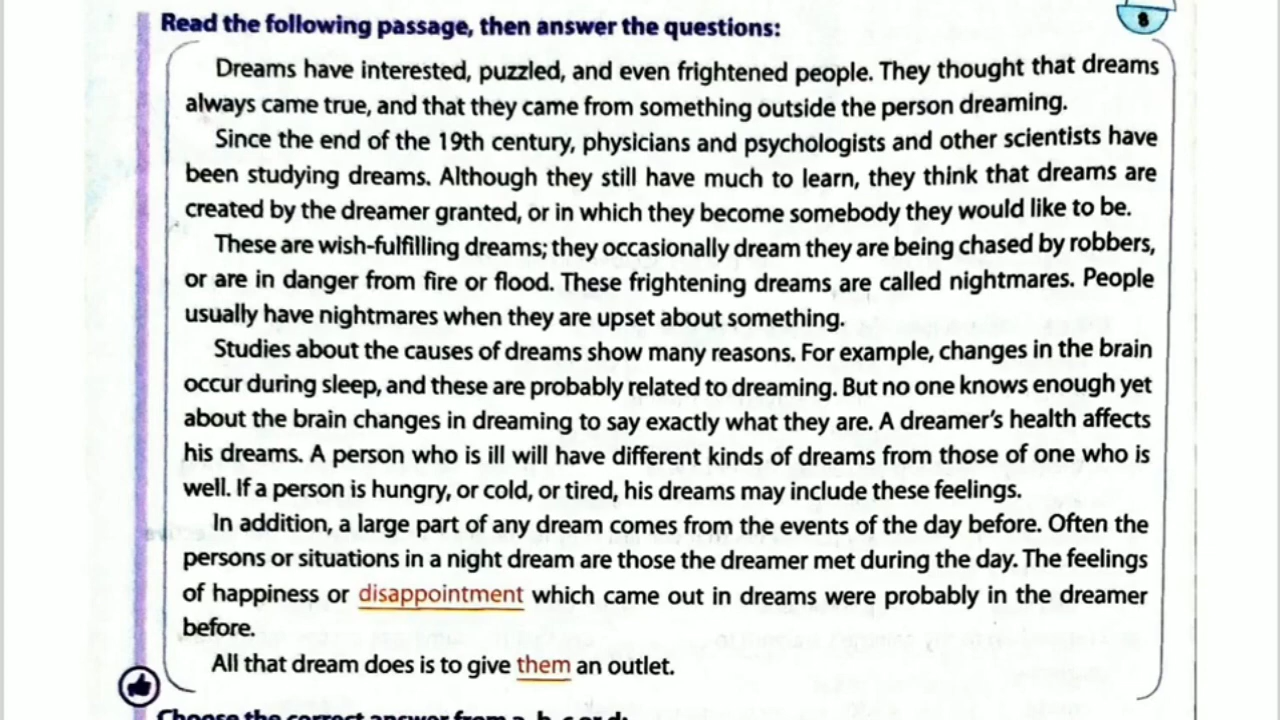 8
Read the following passage, then answer the questions:
Dreams have interested, puzzled, and even frightened people. They thought that dreams
always came true, and that they came from something outside the person dreaming.
Since the end of the 19th century, physicians and psychologists and other scientists have
been studying dreams. Although they still have much to learn, they think that dreams are
created by the dreamer granted, or in which they become somebody they would like to be.
These are wish-fulfilling dreams; they occasionally dream they are being chased by robbers,
or are in danger from fire or flood. These frightening dreams are called nightmares. People
usually have nightmares when they are upset about something.
Studies about the causes of dreams show many reasons. For example, changes in the brain
occur during sleep, and these are probably related to dreaming. But no one knows enough yet
about the brain changes in dreaming to say exactly what they are. A dreamer's health affects
his dreams. A person who is ill will have different kinds of dreams from those of one who is
well. If a person is hungry, or cold, or tired, his dreams may include these feelings.
In addition, a large part of any dream comes from the events of the day before. Often the
persons or situations in a night dream are those the dreamer met during the day. The feelings
of happiness or disappointment which came out in dreams were probably in the dreamer
before.
All that dream does is to give them an outlet.
Choose the correct answer from a, b, c or d: